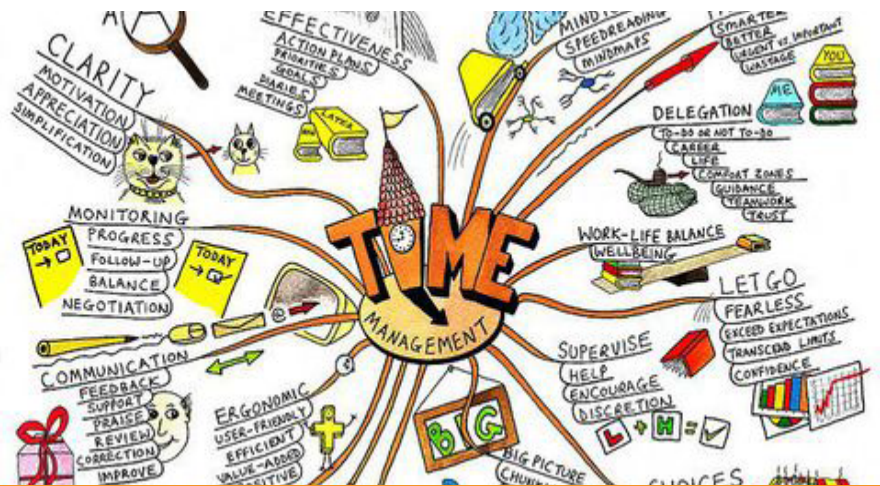 EFFECTIVENESS
ACTION PLANS
PRIORITIES
GOALS
DIARIES
MEETINGS
LATER
CLARITY
MOTIVATION
APPRECIATION
SIMPLIFICATION
MONITORING
PROGRESS
FOLLOW-UP
BALANCE
NEGOTIATION
TODAY
TODAY
COMMUNICATION
FEEDBACK
SUPPORT
PRAISE
REVIEW
CORRECTION
IMPROVE
ERGONOMIC
USER-FRIENDLY
EFFICIENT
VALUE-ADDED
TIME
MANAGEMENT
SPEEDREADING
MINDMAPS
SMARTER
BETTER
URGENT VS IMPORTANT
WASTAGE
ME
YOU
DELEGATION
TO-DO OR NOT TO-DO
CAREER
LIFE
COMFORT ZONES
GUIDANCE
TEAMWORK
TRUST
WORK-LIFE BALANCE
WELLBEING
LET GO
FEARLESS
EXCEED EXPECTATIONS
TRANSCEND LIMITS
CONFIDENCE
SUPERVISE
HELP
ENCOURAGE
DISCRETION
L + H =
BIG
BIG PICTURE
CHOICES